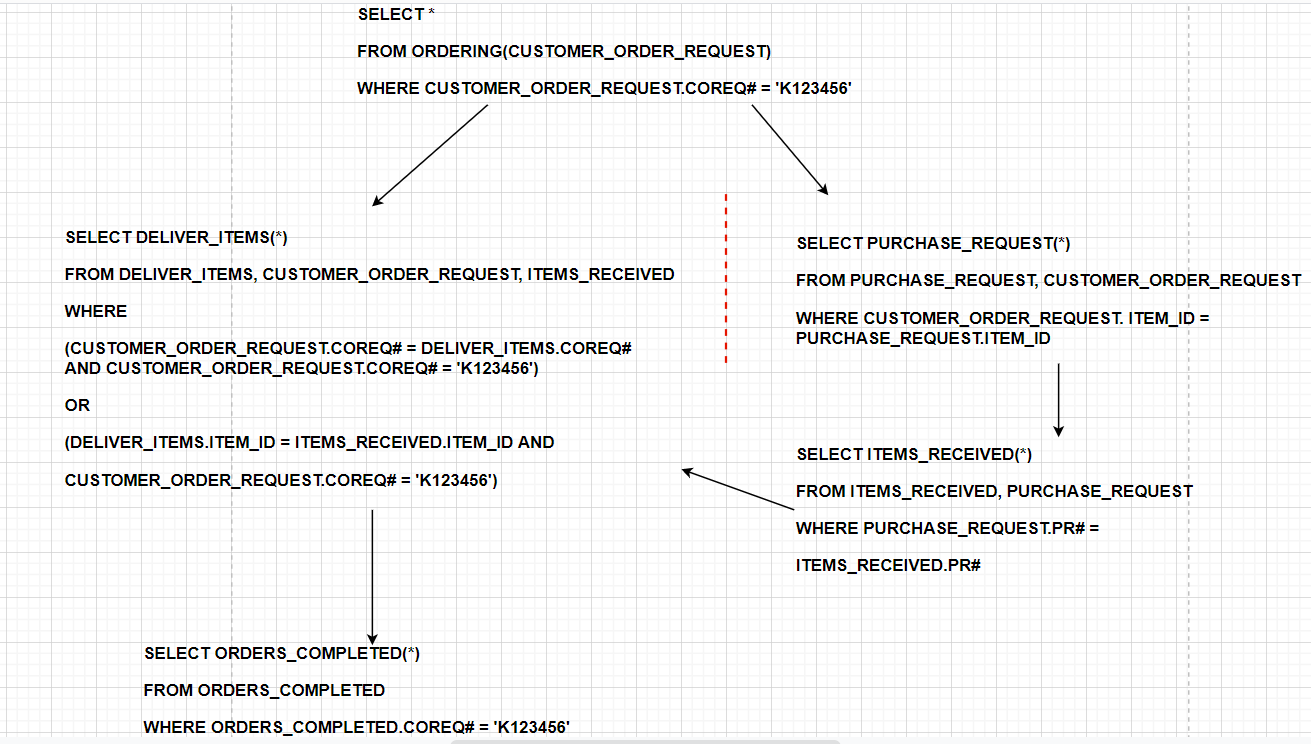 SELECT *
FROM ORDERING(CUSTOMER_ORDER_REQUEST)
WHERE CUSTOMER_ORDER_REQUEST.COREQ# = 'K123456'
SELECT DELIVER_ITEMS(*)
FROM DELIVER_ITEMS, CUSTOMER_ORDER_REQUEST, ITEMS_RECEIVED
WHERE
(CUSTOMER_ORDER_REQUEST.COREQ# = DELIVER_ITEMS.COREQ#
AND CUSTOMER_ORDER_REQUEST.COREQ# = 'K123456')
OR
(DELIVER_ITEMS.ITEM_ID = ITEMS_RECEIVED.ITEM_ID AND
CUSTOMER_ORDER_REQUEST.COREQ# = 'K123456')
SELECT PURCHASE_REQUEST(*)
FROM PURCHASE_REQUEST, CUSTOMER_ORDER_REQUEST
WHERE CUSTOMER_ORDER_REQUEST. ITEM_ID =
PURCHASE_REQUEST.ITEM_ID
SELECT ITEMS_RECEIVED(*)
FROM ITEMS_RECEIVED, PURCHASE_REQUEST
WHERE PURCHASE_REQUEST.PR# =
ITEMS_RECEIVED.PR#
SELECT ORDERS_COMPLETED(*)
FROM ORDERS_COMPLETED
WHERE ORDERS_COMPLETED.COREQ# = 'K123456'